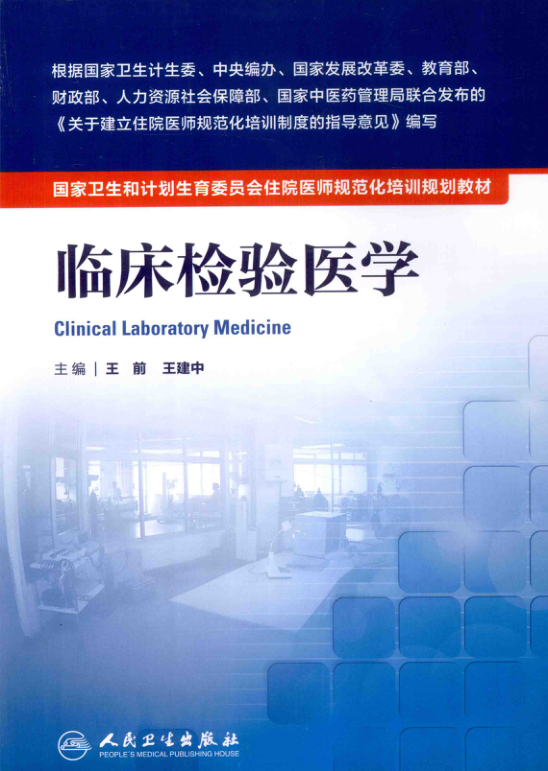 根据国家卫生计生委、中央编办、国家发展改革委、教育部、
财政部、人力资源社会保障部、国家中医药管理局联合发布的
《关于建立住院医师规范化培训制度的指导意见》编写
国家卫生和计划生育委员会住院医师规范化培训规划教材
临床检验医学
Clinical Laboratory Medicine
主编 | 王 前 王建中
人民卫生出版社
PEOPLE'S MEDICAL PUBLISHING HOUSE